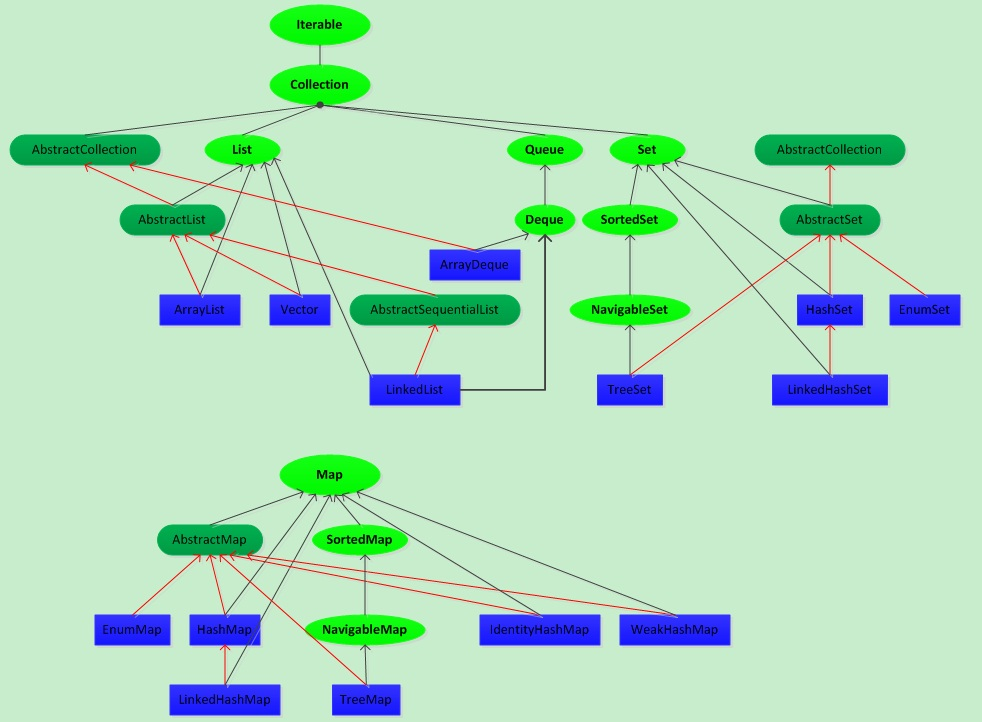 Iterable
Collection
AbstractCollection
List
Queue
Set
AbstractCollection
AbstractList
Deque
SortedSet
AbstractSet
ArrayDeque
ArrayList
Vector
AbstractSequentialList
NavigableSet
HashSet
EnumSet
LinkedList
TreeSet
LinkedHashSet
Map
AbstractMap
SortedMap
EnumMap
HashMap
NavigableMap
IdentityHashMap
WeakHashMap
LinkedHashMap
TreeMap